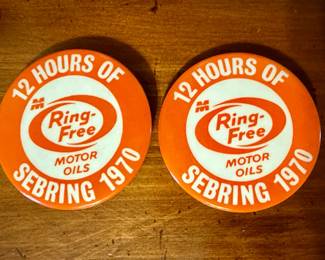 12 HOURS OF
M
Ring-
Free
MOTOR
OILS
SEBRING 1970
12 HOURS OF
M
Ring-
Free
MOTOR
OILS
SEBRING 1970